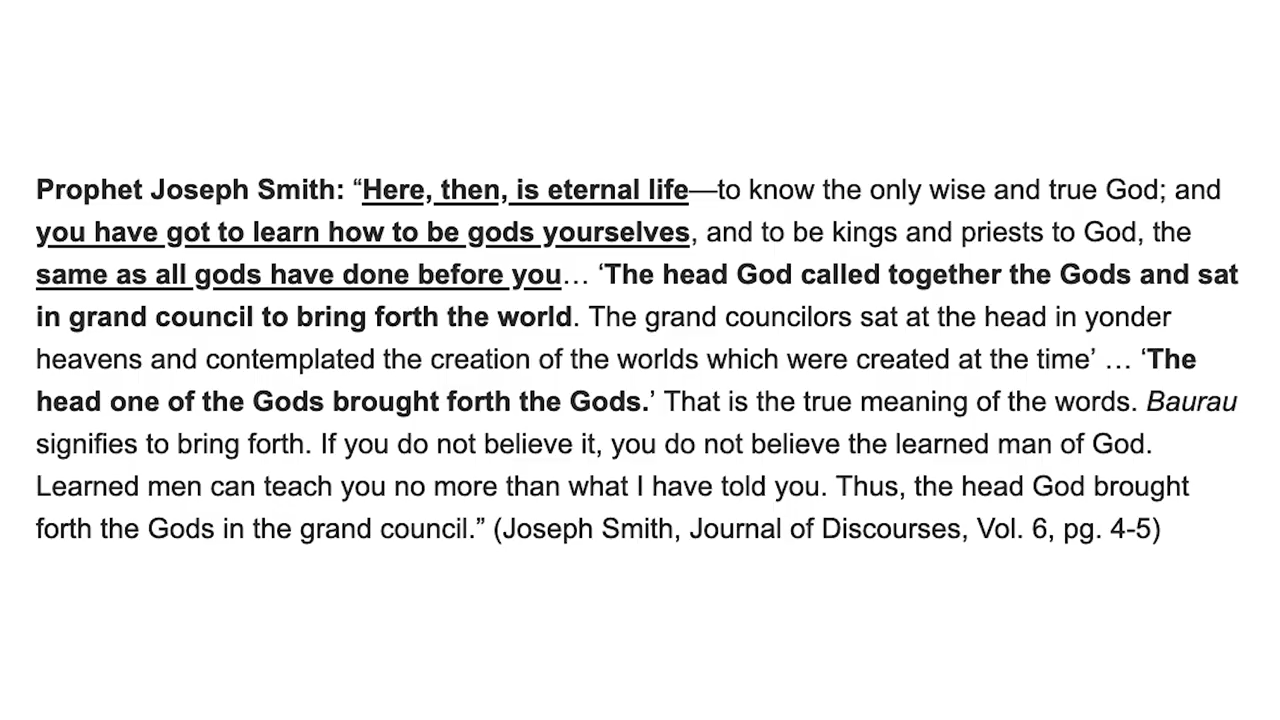 Prophet Joseph Smith: “Here, then, is eternal life—to know the only wise and true God; and
you have got to learn how to be gods yourselves, and to be kings and priests to God, the
same as all gods have done before you… ‘The head God called together the Gods and sat
in grand council to bring forth the world. The grand councilors sat at the head in yonder
heavens and contemplated the creation of the worlds which were created at the time’ … ‘The
head one of the Gods brought forth the Gods.’ That is the true meaning of the words. Baurau
signifies to bring forth. If you do not believe it, you do not believe the learned man of God.
Learned men can teach you no more than what I have told you. Thus, the head God brought
forth the Gods in the grand council.” (Joseph Smith, Journal of Discourses, Vol. 6, pg. 4-5)